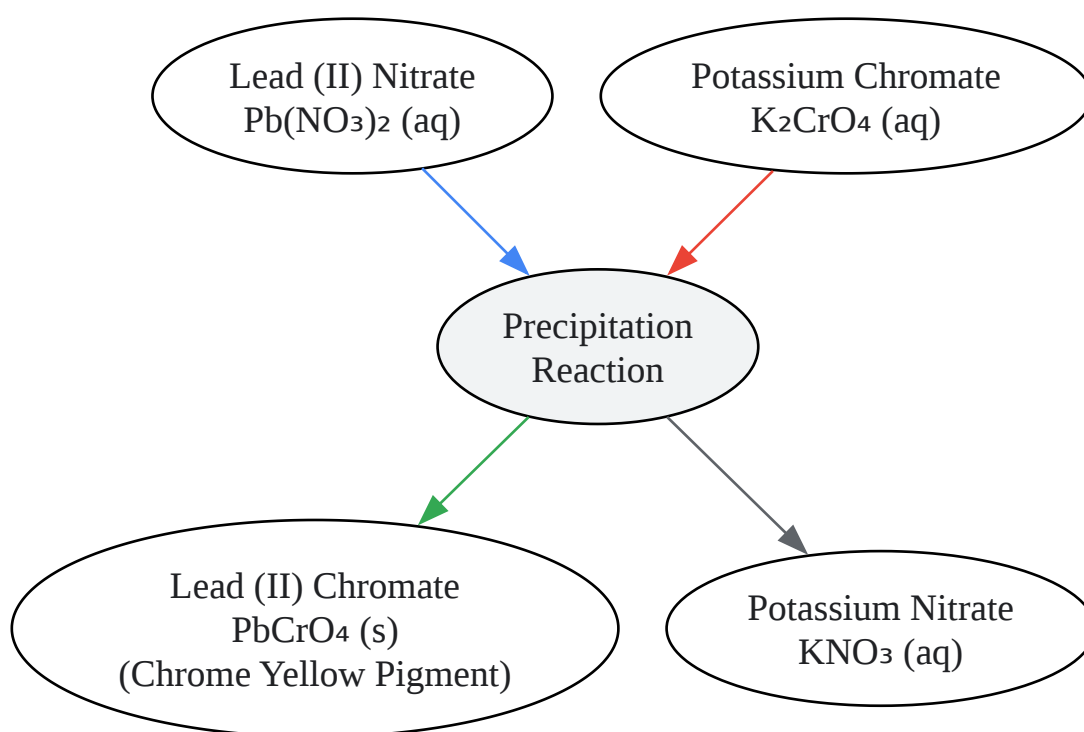 Lead (II) Nitrate
Pb(NO₃)₂ (aq)
Potassium Chromate
K₂CrO₄ (aq)
Precipitation
Reaction
Lead (II) Chromate
PbCrO₄ (s)
(Chrome Yellow Pigment)
Potassium Nitrate
KNO₃ (aq)